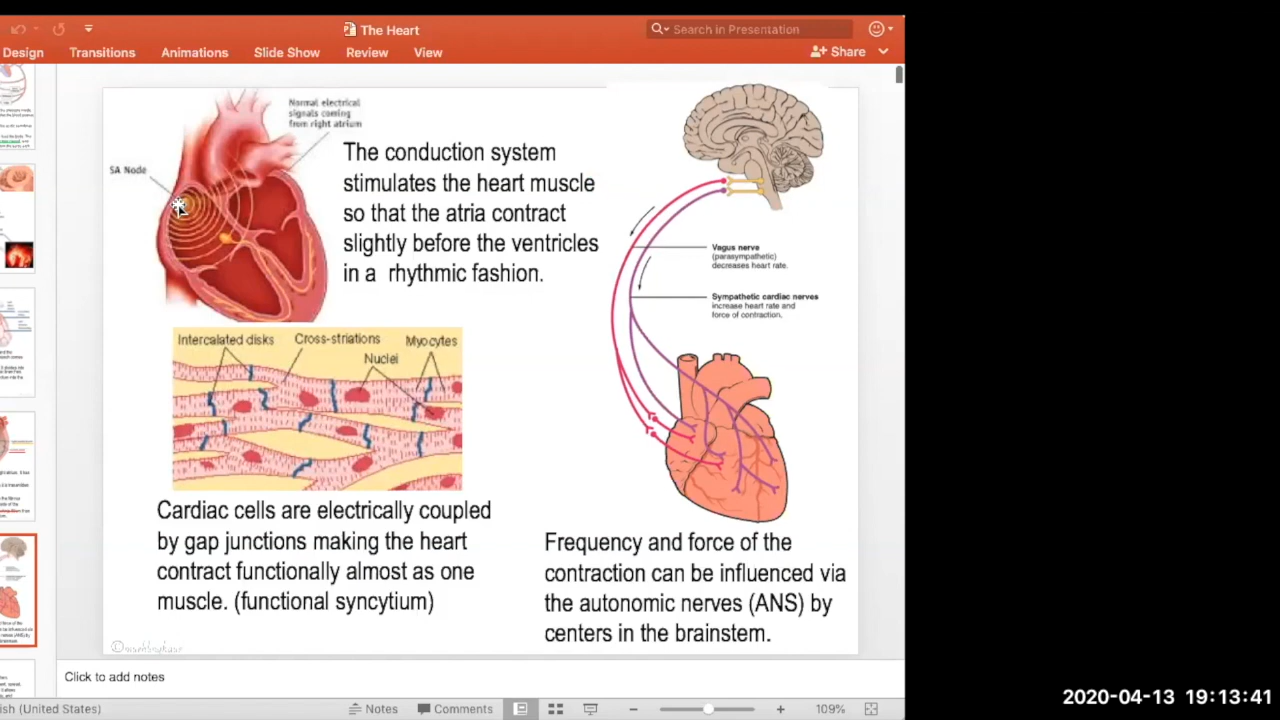 The Heart
Search in Presentation
Design
Transitions
Animations
Slide Show
Review
View
Share
Normal electrical
signals coming
from right atrium
SA Node
The conduction system
stimulates the heart muscle
so that the atria contract
slightly before the ventricles
in a rhythmic fashion.
Vagus nerve
(parasympathetic)
decreases heart rate.
Sympathetic cardiac nerves
increase heart rate and
force of contraction.
Intercalated disks
Cross-striations
Myocytes
Nuclei
Cardiac cells are electrically coupled
by gap junctions making the heart
contract functionally almost as one
muscle. (functional syncytium)
Frequency and force of the
contraction can be influenced via
the autonomic nerves (ANS) by
centers in the brainstem.
Click to add notes
ish (United States)
Notes
Comments
109%
2020-04-13 19:13:41